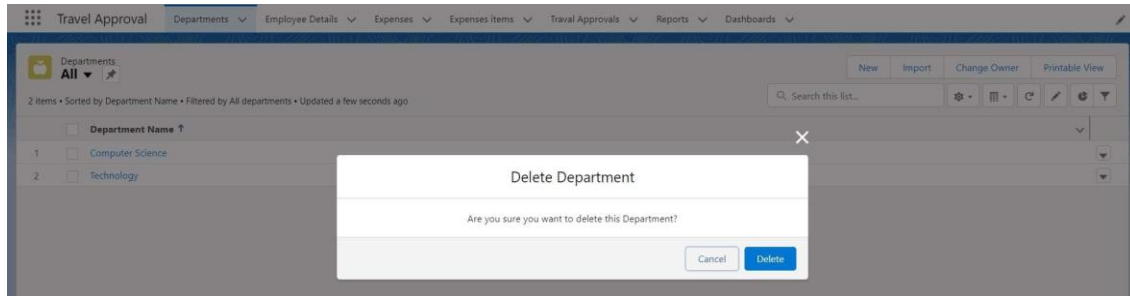 Travel Approval Departments Employee Details Expenses Expenses items Traval Approvals Reports Dashboards
Departments
All
New Import Change Owner Printable View
2 items • Sorted by Department Name • Filtered by All departments • Updated a few seconds ago
Search this list...
Department Name ↑
1 Computer Science
2 Technology
Delete Department
Are you sure you want to delete this Department?
Cancel Delete